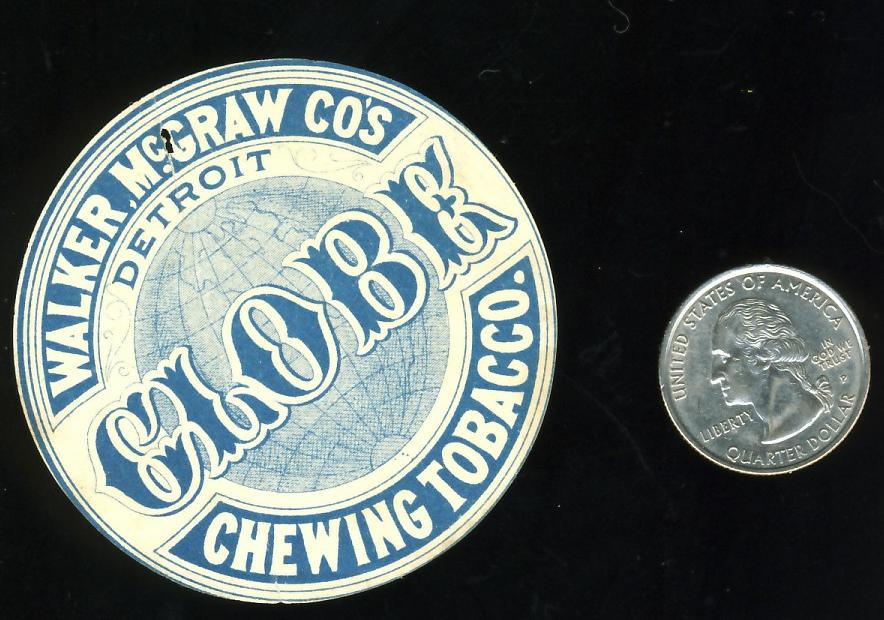 WALKER, McGRAW CO'S
DETROIT
GLOBE
CHEWING TOBACCO.
UNITED STATES OF AMERICA
LIBERTY
IN
GOD WE
TRUST
P
QUARTER DOLLAR